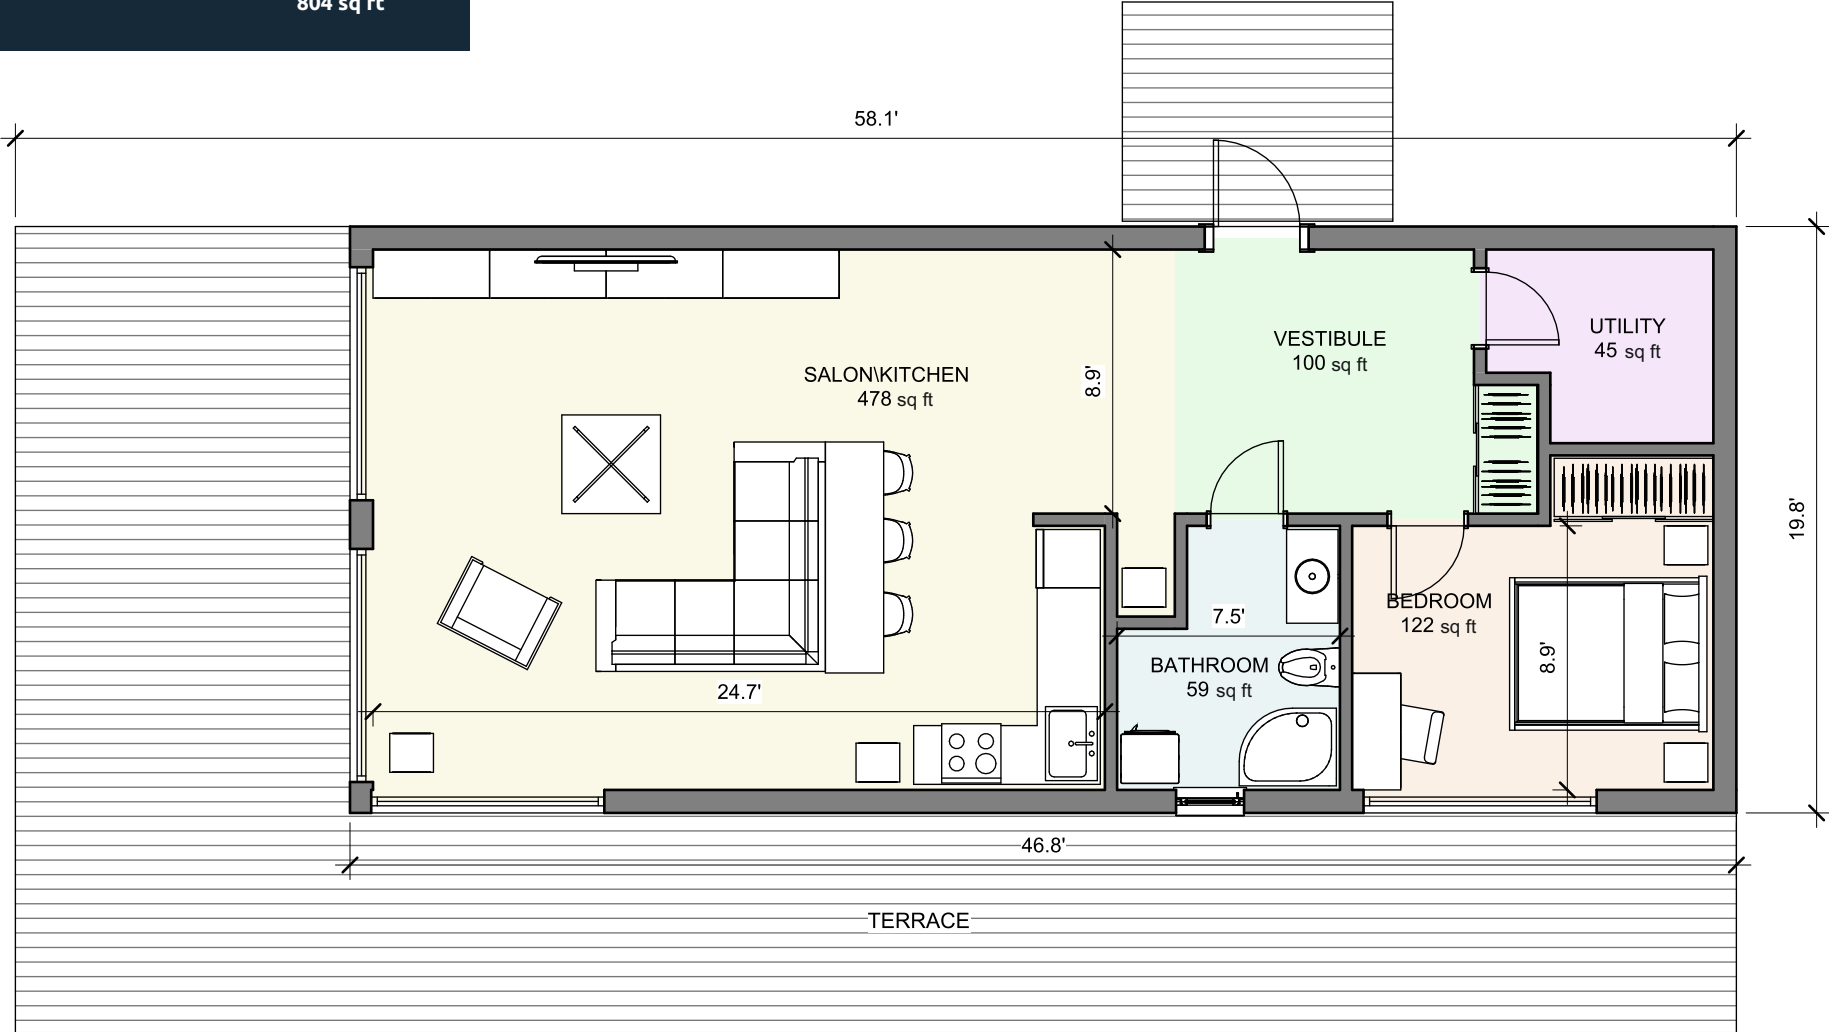 804 sq ft
58.1'
SALON\KITCHEN
478 sq ft
8.9'
VESTIBULE
100 sq ft
UTILITY
45 sq ft
19.8'
BEDROOM
122 sq ft
8.9'
7.5'
BATHROOM
59 sq ft
24.7'
46.8'
TERRACE